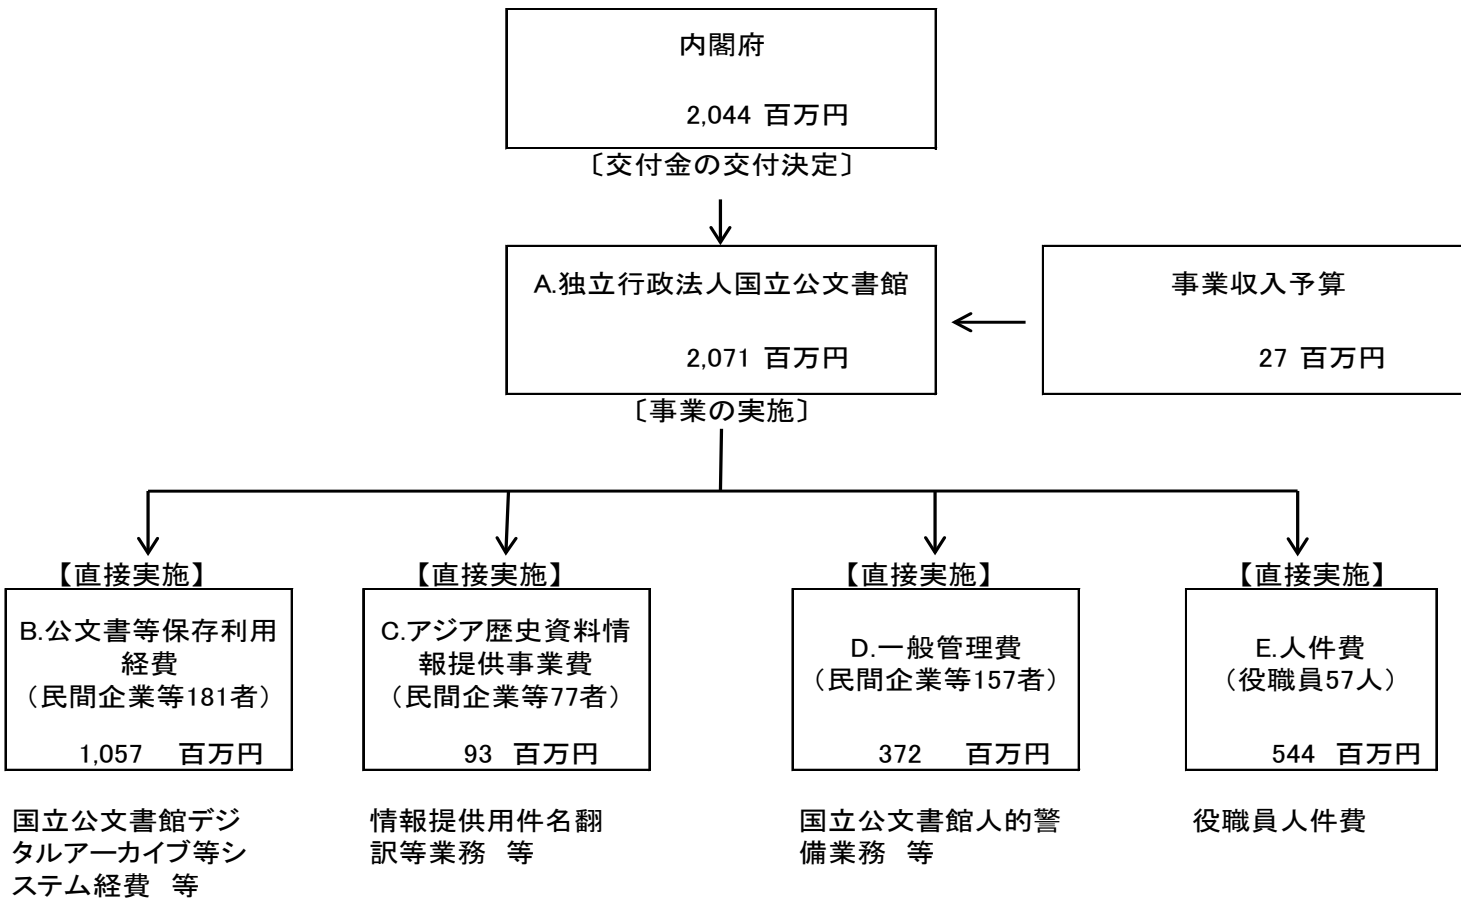 内閣府
2,044 百万円
〔交付金の交付決定〕
A.独立行政法人国立公文書館
2,071 百万円
〔事業の実施〕
事業収入予算
27 百万円
【直接実施】
B.公文書等保存利用
経費
（民間企業等181者）
1,057 百万円
国立公文書館デジ
タルアーカイブ等シ
ステム経費 等
【直接実施】
C.アジア歴史資料情
報提供事業費
（民間企業等77者）
93 百万円
情報提供用件名翻
訳等業務 等
【直接実施】
D.一般管理費
（民間企業等157者）
372 百万円
国立公文書館人的警
備業務 等
【直接実施】
E.人件費
（役職員57人）
544 百万円
役職員人件費